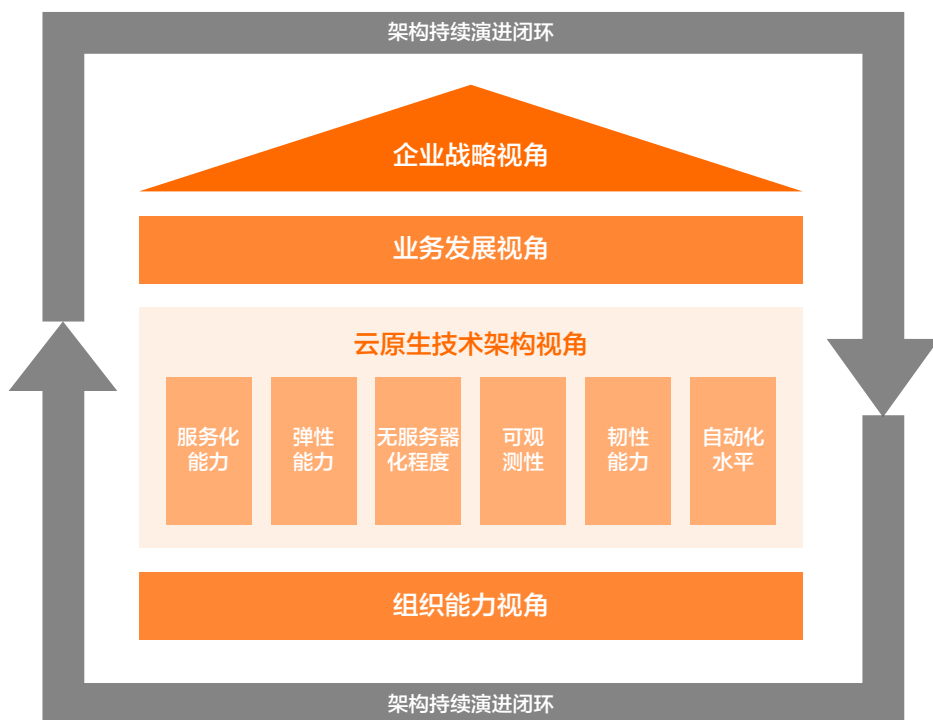 架构持续演进闭环
企业战略视角
业务发展视角
云原生技术架构视角
服务化
能力
弹性
能力
无服务器
化程度
可观
测性
韧性
能力
自动化
水平
组织能力视角
架构持续演进闭环